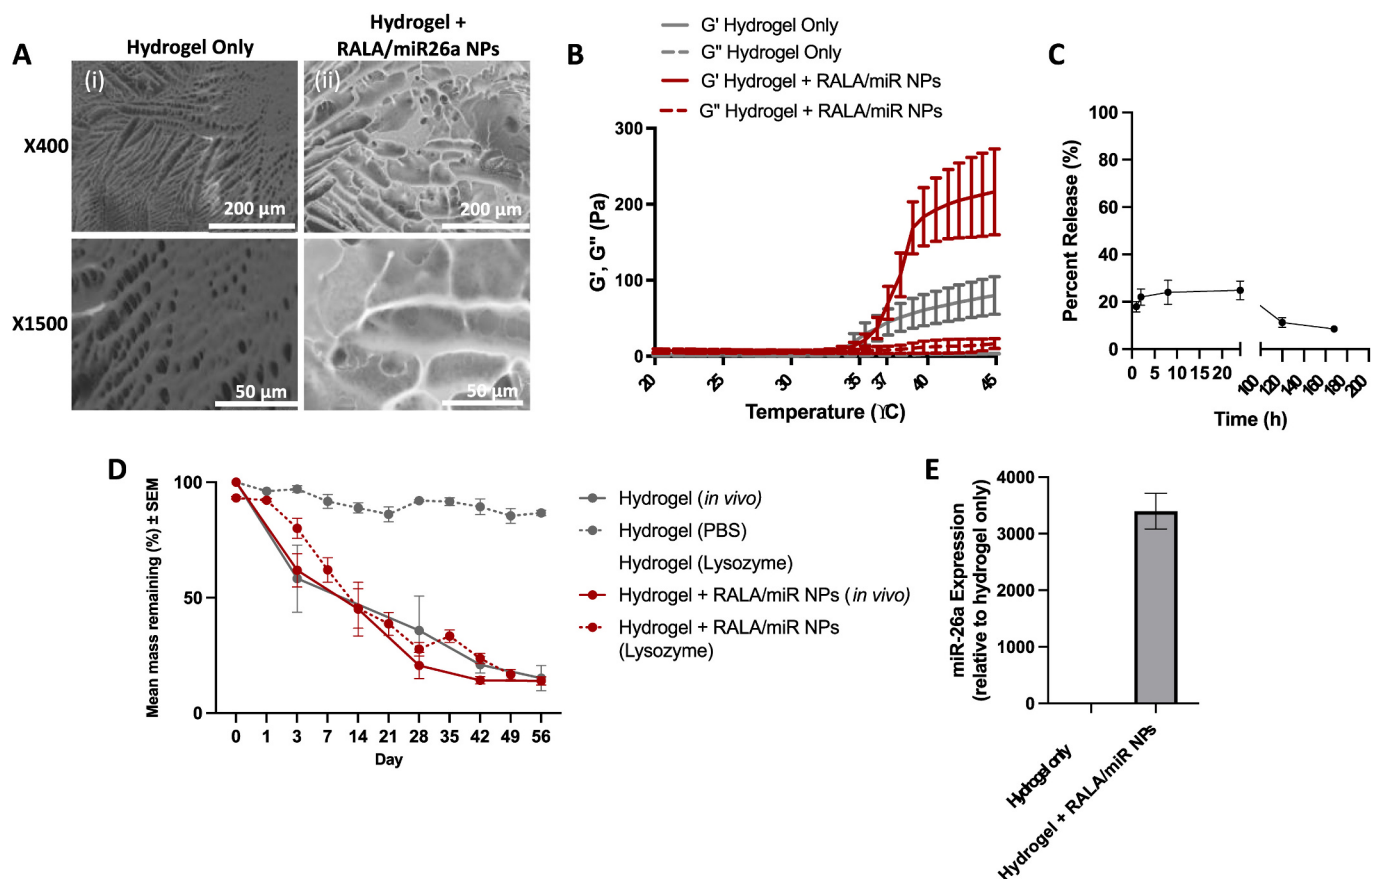 A
Hydrogel Only
Hydrogel +
RALA/miR26a NPs
X400
(i)
200 µm
(ii)
200 µm
X1500
50 µm
50 µm
B
G' Hydrogel Only
G" Hydrogel Only
G' Hydrogel + RALA/miR NPs
G" Hydrogel + RALA/miR NPs
G', G" (Pa)
300
200
100
0
20
25
30
35
37
40
45
Temperature (ϒC)
C
Percent Release (%)
100
80
60
40
20
0
0
5
10
15
20
100
120
140
160
180
200
Time (h)
D
Mean mass remaining (%) ± SEM
100
50
0
0
1
3
7
14
21
28
35
42
49
56
Day
Hydrogel (in vivo)
Hydrogel (PBS)
Hydrogel (Lysozyme)
Hydrogel + RALA/miR NPs (in vivo)
Hydrogel + RALA/miR NPs
(Lysozyme)
E
miR-26a Expression
(relative to hydrogel only)
4000
3000
2000
1000
0
Hydrogel only
Hydrogel + RALA/miR NPs